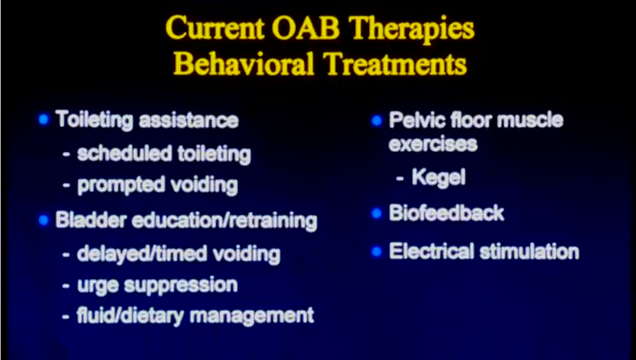 Current OAB Therapies
Behavioral Treatments
• Toileting assistance
- scheduled toileting
- prompted voiding
• Bladder education/retraining
- delayed/timed voiding
- urge suppression
- fluid/dietary management
• Pelvic floor muscle
exercises
- Kegel
• Biofeedback
• Electrical stimulation